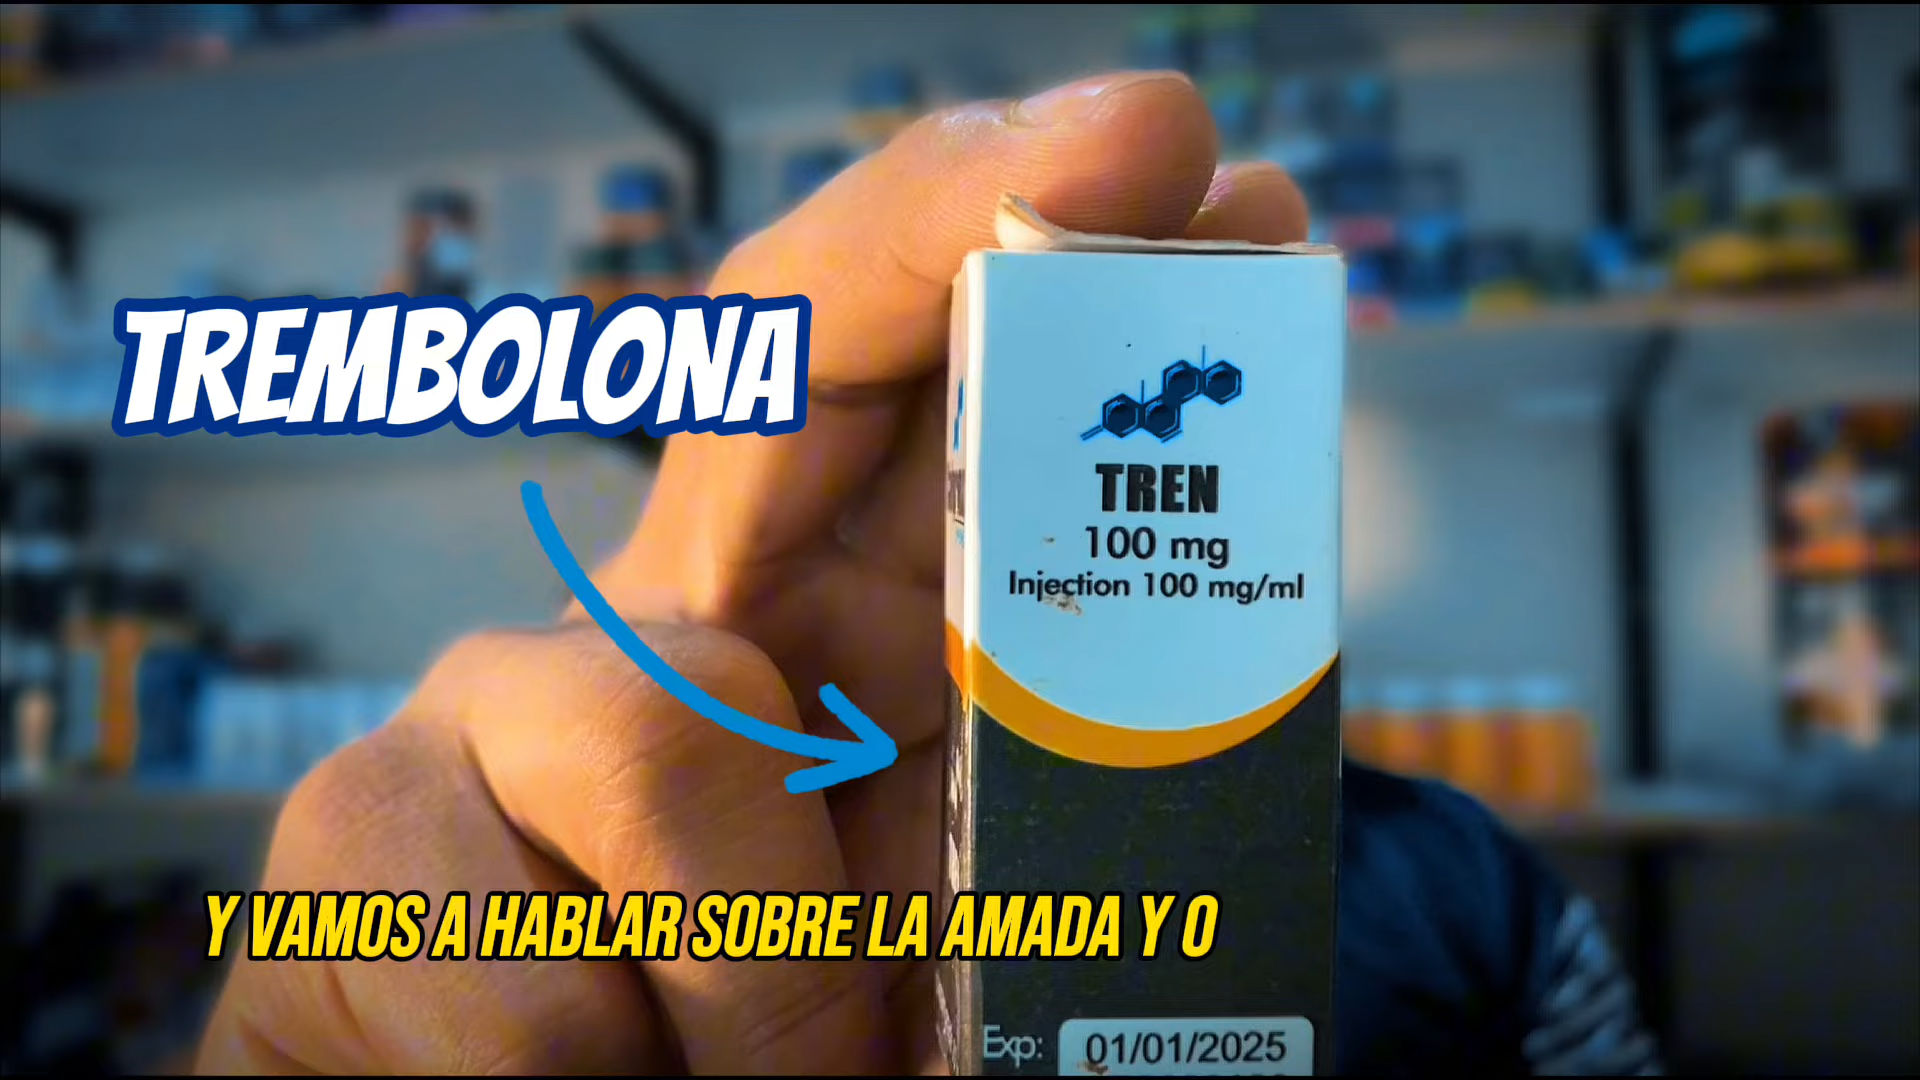 TREMBOLONA
TREN
100 mg
Injection 100 mg/ml
Y VAMOS A HABLAR SOBRE LA AMADA Y O
Exp: 01/01/2025